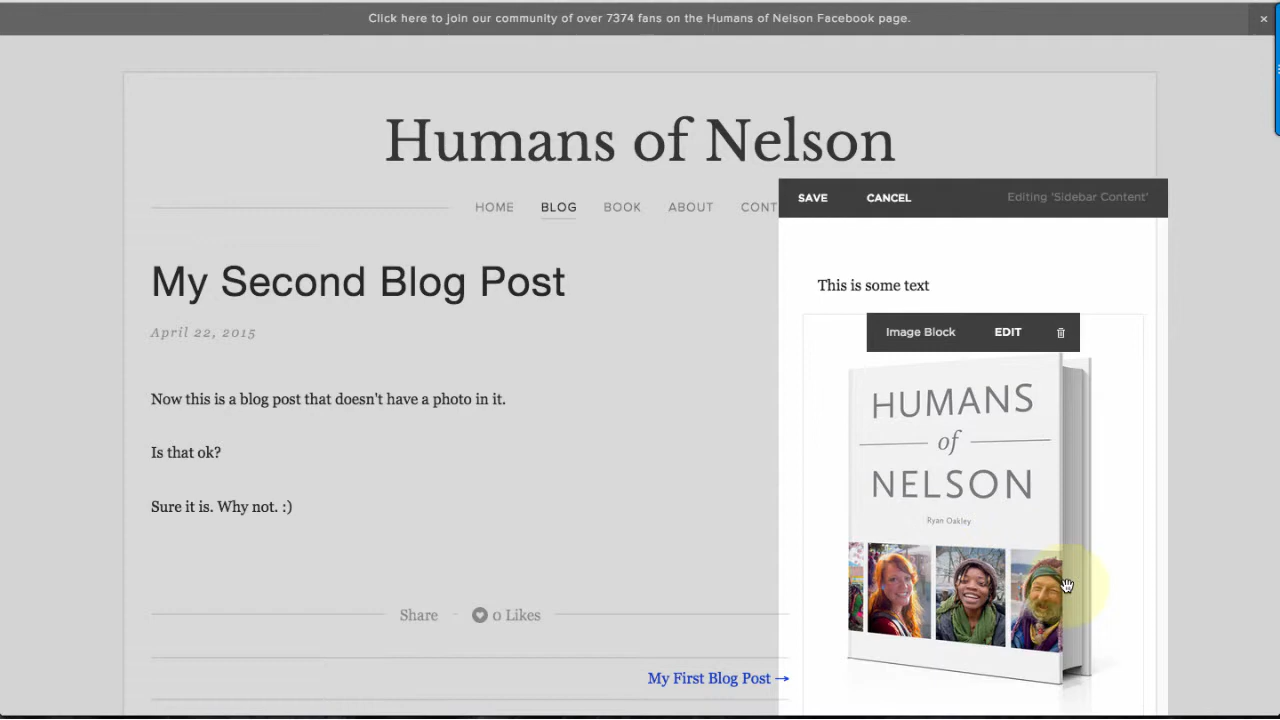 Click here to join our community of over 7374 fans on the Humans of Nelson Facebook page.
×
Humans of Nelson
HOME BLOG BOOK ABOUT CONT
SAVE CANCEL Editing 'Sidebar Content'
My Second Blog Post
April 22, 2015
Now this is a blog post that doesn't have a photo in it.
Is that ok?
Sure it is. Why not. :)
Share 0 Likes
My First Blog Post →
This is some text
Image Block EDIT
HUMANS
of
NELSON
Ryan Oakley